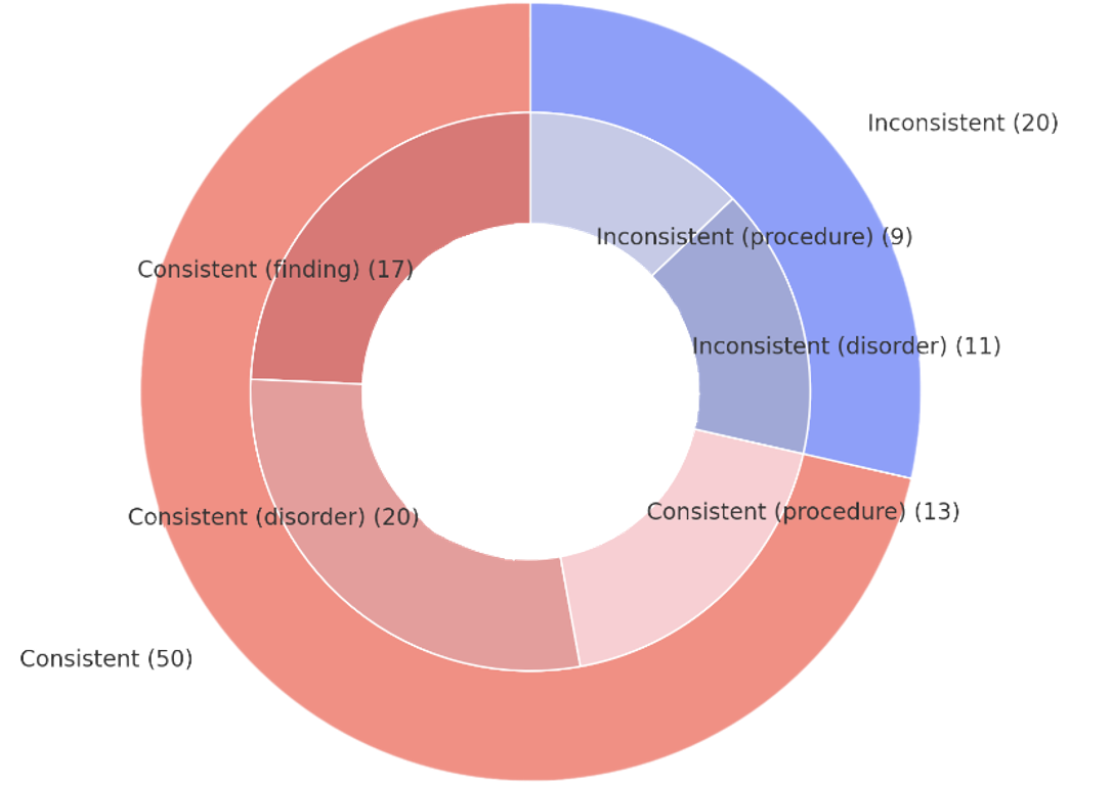 Inconsistent (20)
Inconsistent (procedure) (9)
Consistent (finding) (17)
Inconsistent (disorder) (11)
Consistent (procedure) (13)
Consistent (disorder) (20)
Consistent (50)